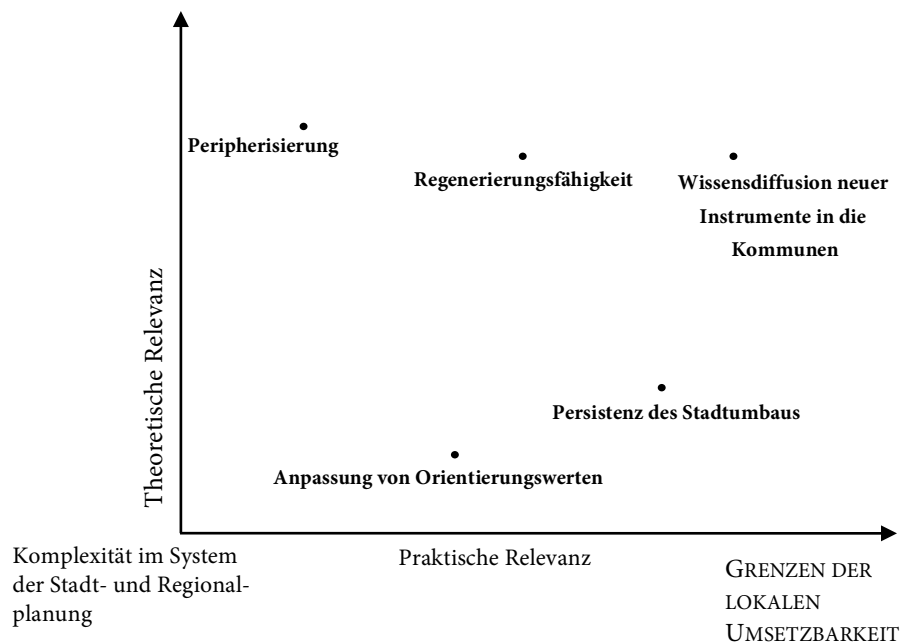 Peripherisierung
Regenerierungsfähigkeit
Wissensdiffusion neuer
Instrumente in die
Kommunen
Theoretische Relevanz
Persistenz des Stadtumbaus
Anpassung von Orientierungswerten
Komplexität im System
der Stadt- und Regional-
planung
Praktische Relevanz
GRENZEN DER
LOKALEN
UMSETZBARKEIT